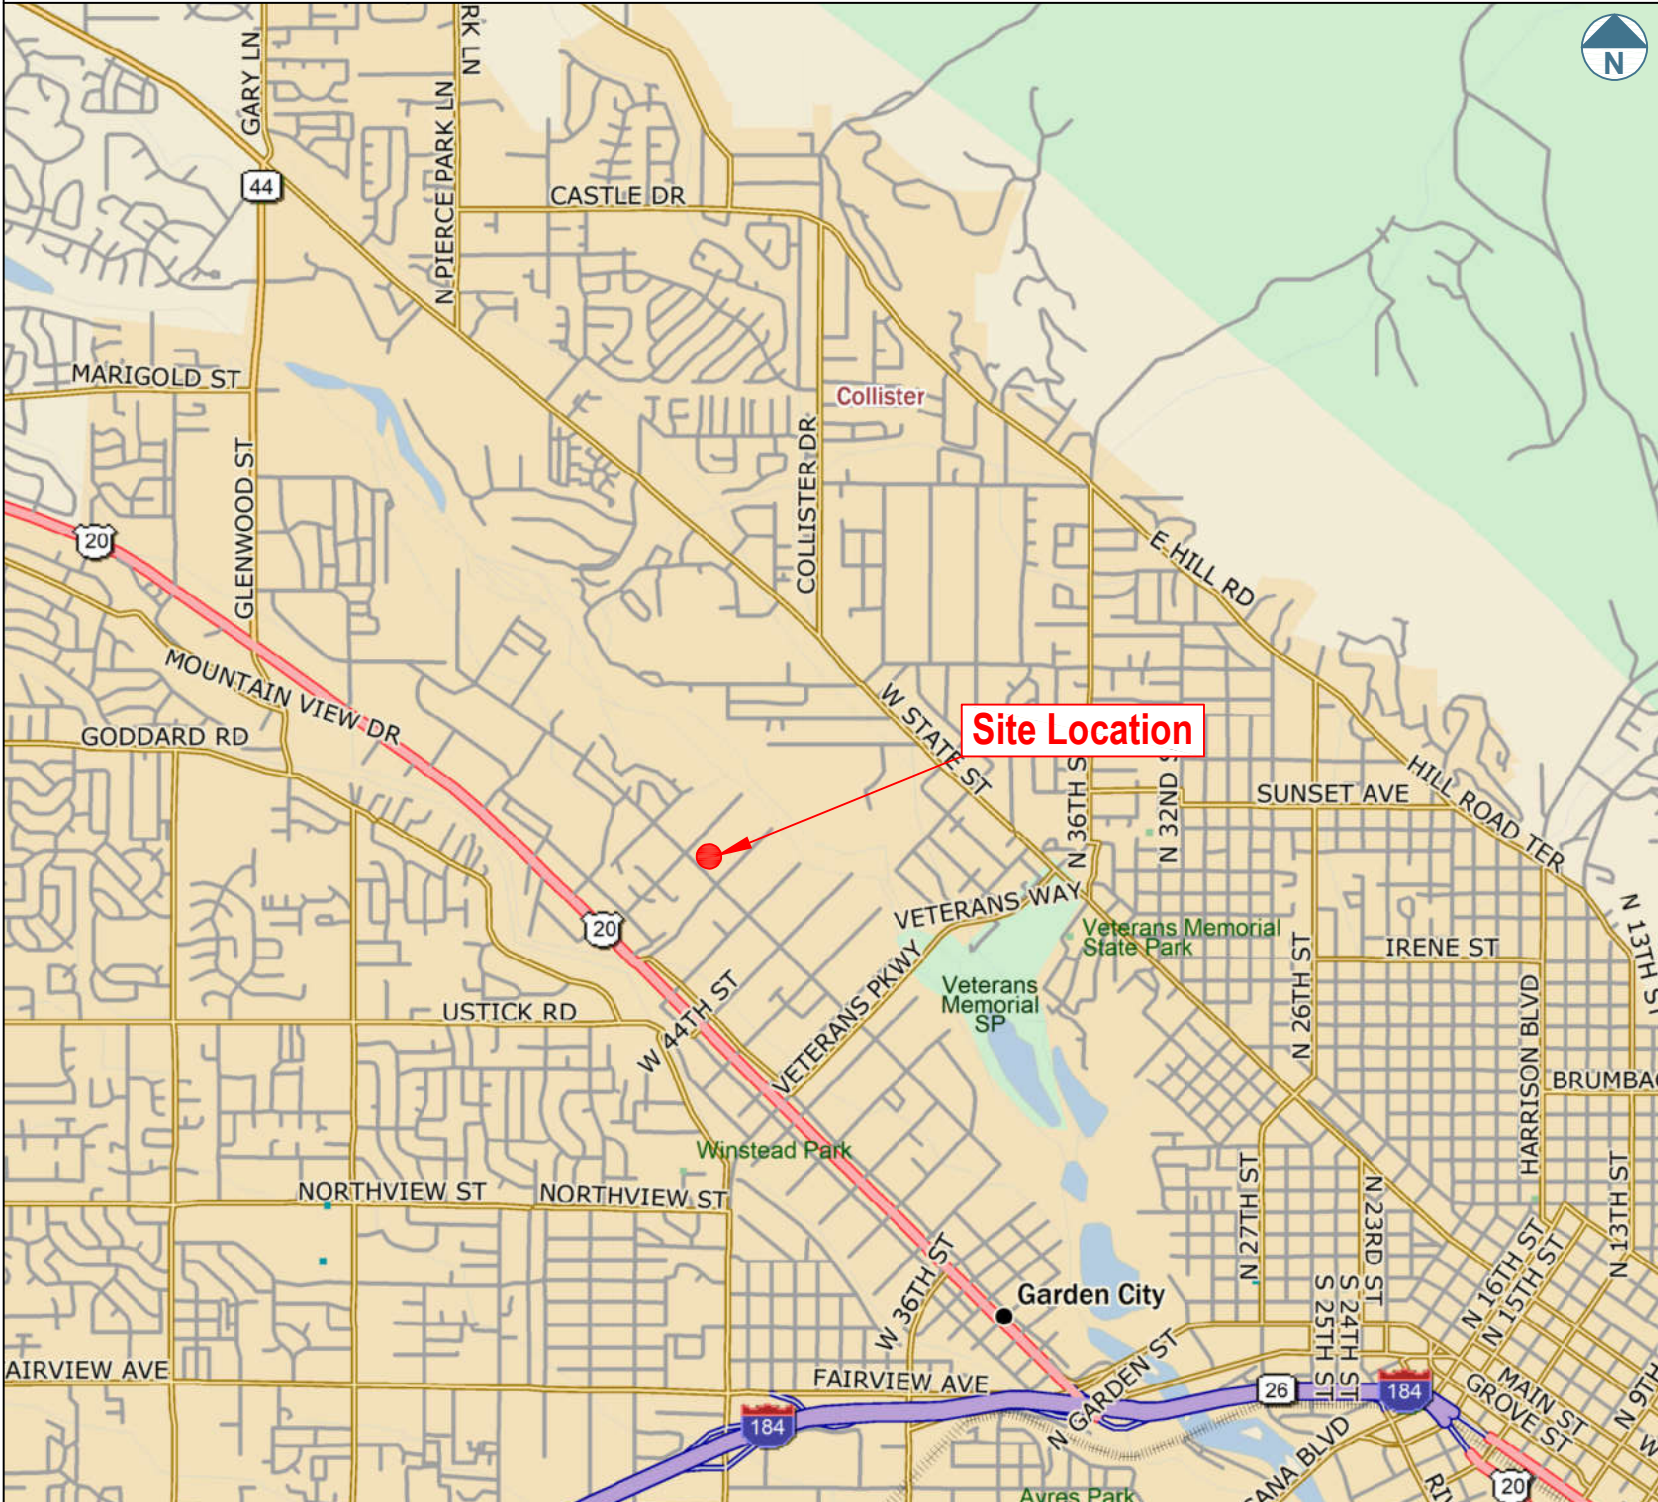 GARY LN
RK LN
N
44
N PIERCE PARK LN
CASTLE DR
MARIGOLD ST
Collister
COLLISTER DR
GLENWOOD ST
20
E HILL RD
MOUNTAIN VIEW DR
GODDARD RD
W STATE ST
Site Location
N 36TH S
N 32ND S
SUNSET AVE
HILL ROAD TER
VETERANS WAY
20
Veterans Memorial
State Park
IRENE ST
N 13TH ST
VETERANS PKWY
Veterans
Memorial
SP
N 26TH ST
HARRISON BLVD
USTICK RD
W 44TH ST
BRUMBAC
Winstead Park
NORTHVIEW ST
NORTHVIEW ST
N 27TH ST
N 23RD ST
N 13TH ST
N 16TH ST
N 15TH ST
W 36TH ST
Garden City
S 25TH ST
S 24TH ST
AIRVIEW AVE
FAIRVIEW AVE
N GARDEN ST
26
184
MAIN ST
GROVE ST
N 9TH
184
ANA BLVD
RIV
W
20
Ayres Park